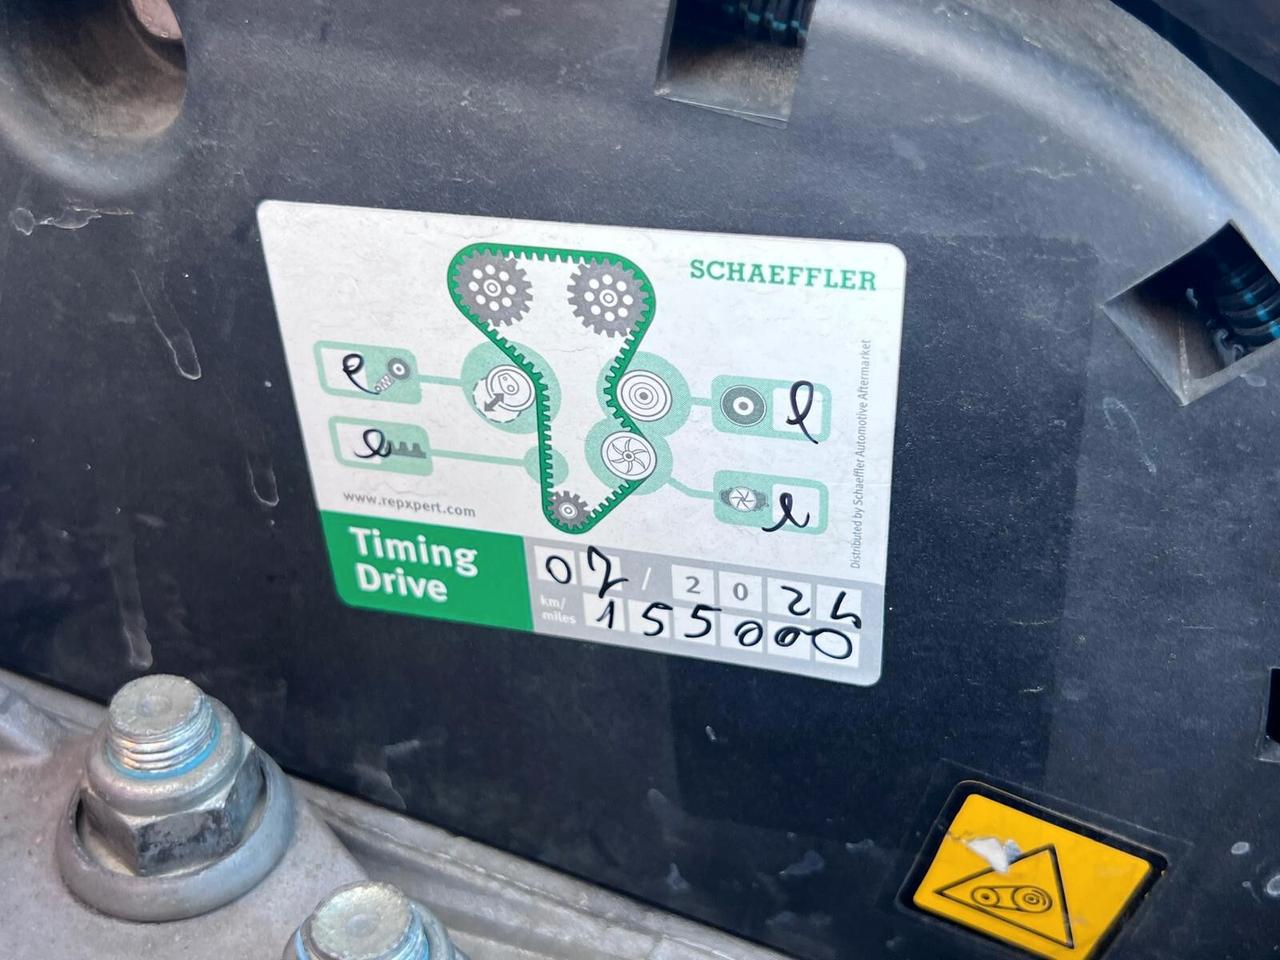 SCHAEFFLER
Distributed by Schaeffler Automotive Aftermarket
www.repxpert.com
Timing
Drive
07 / 2024
km/
miles
155000